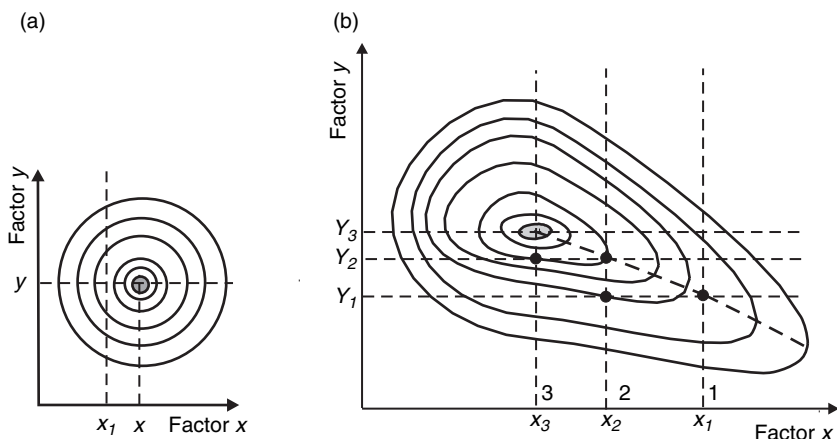 (a)
Factor y
y
x₁
x
Factor x
(b)
Factor y
Y₃
Y₂
Y₁
3
2
1
x₃
x₂
x₁
Factor x